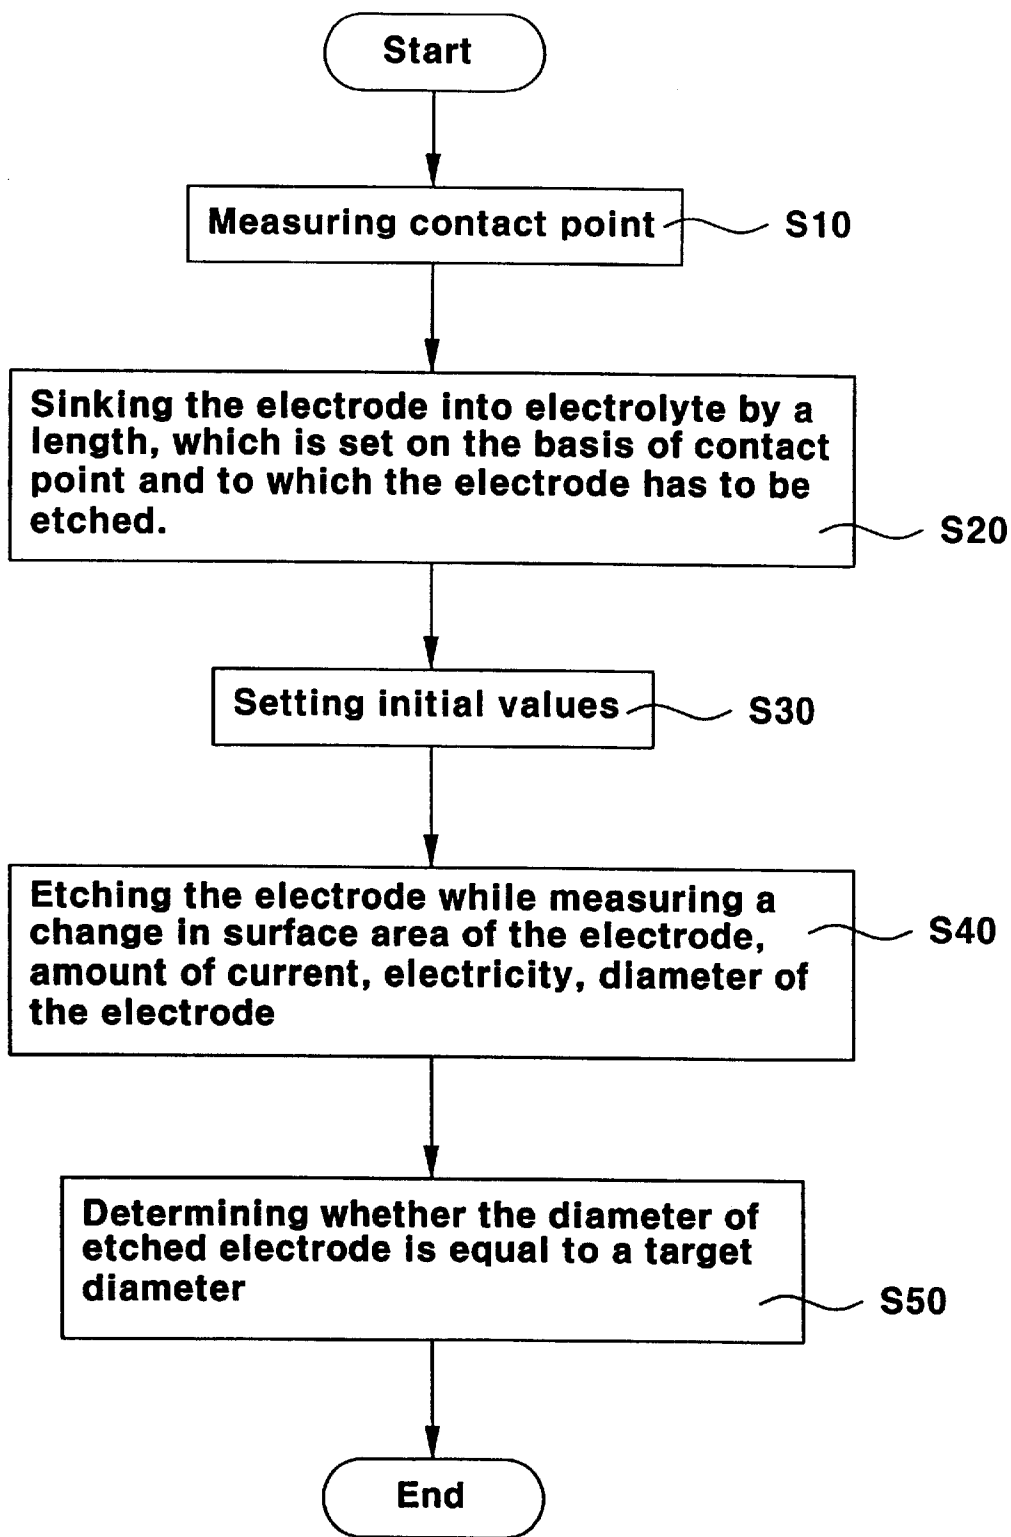 Start
Measuring contact point
S10
Sinking the electrode into electrolyte by a
length, which is set on the basis of contact
point and to which the electrode has to be
etched.
S20
Setting initial values
S30
Etching the electrode while measuring a
change in surface area of the electrode,
amount of current, electricity, diameter of
the electrode
S40
Determining whether the diameter of
etched electrode is equal to a target
diameter
S50
End